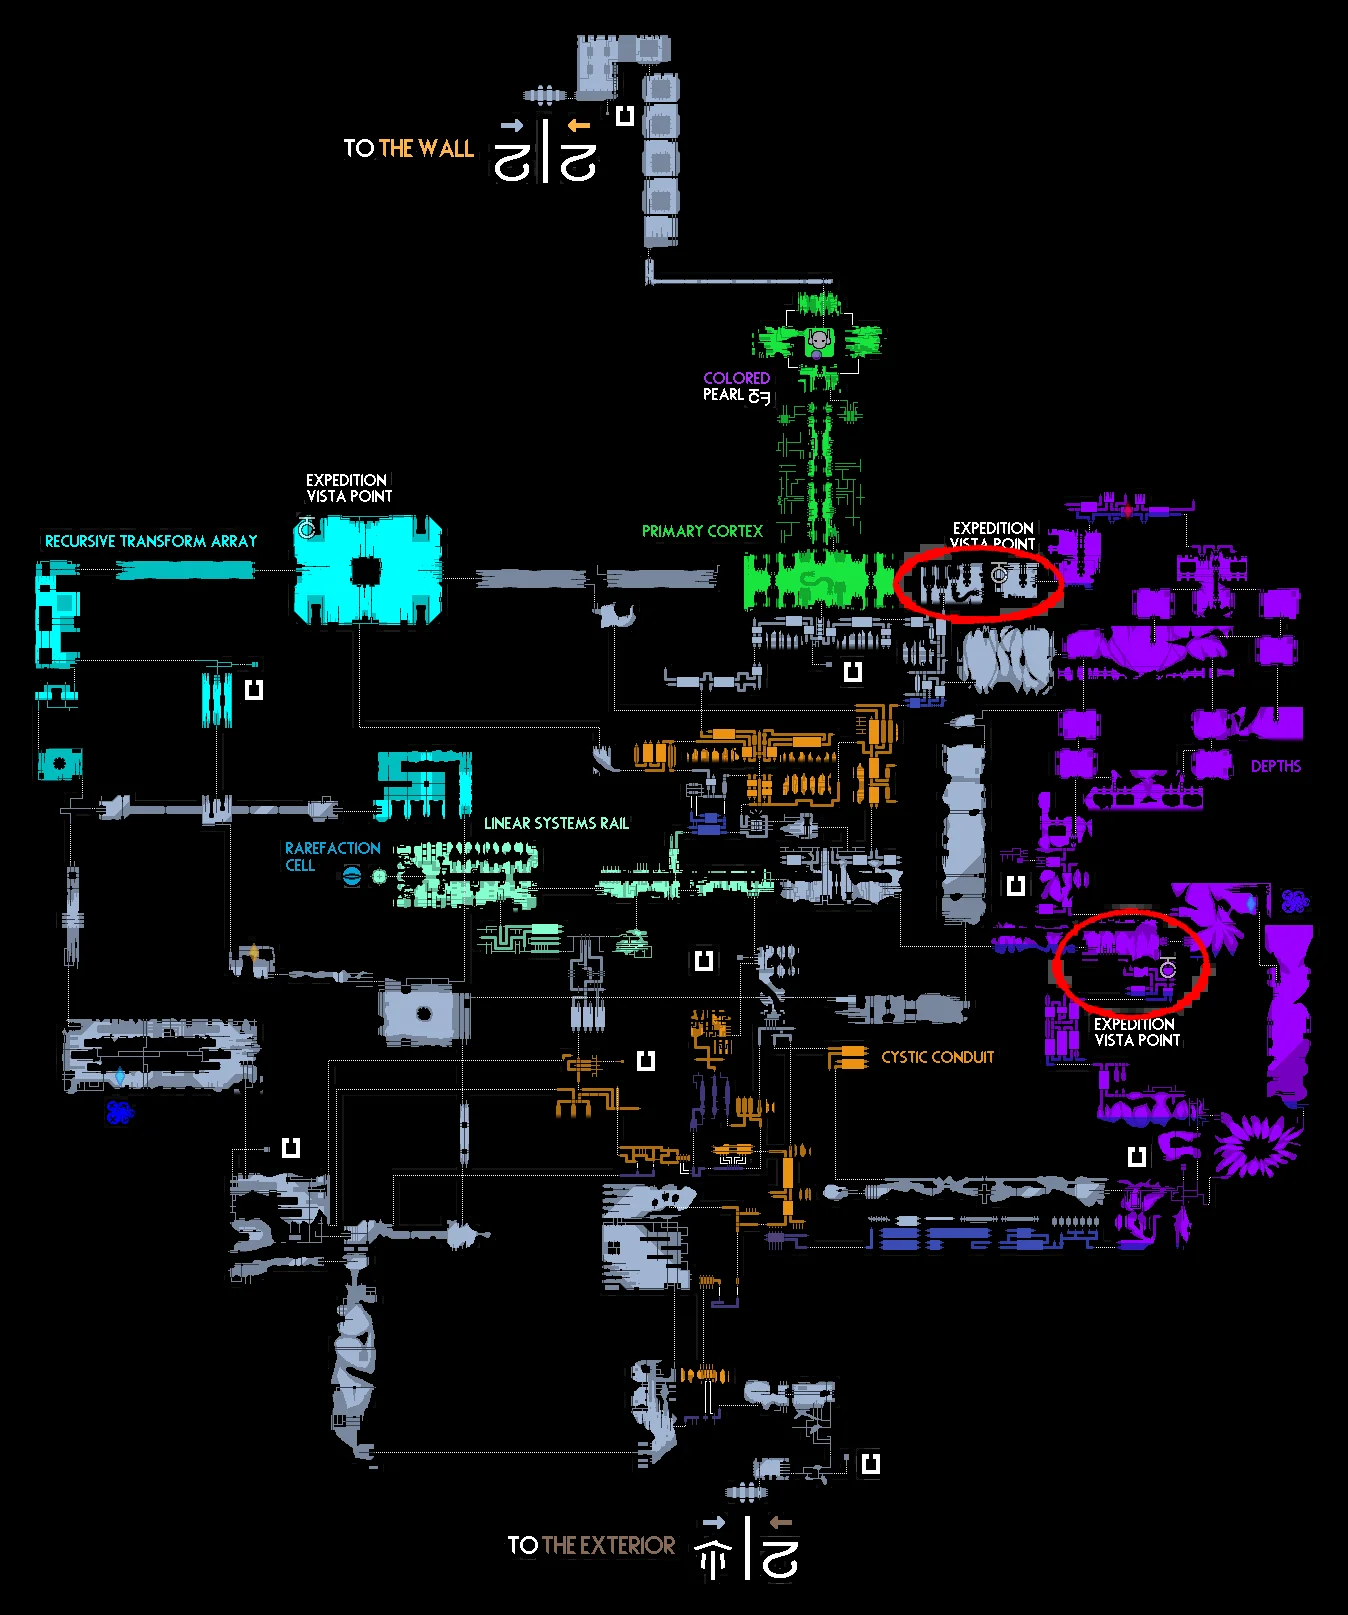 TO THE WALL
COLORED
PEARL
EXPEDITION
VISTA POINT
RECURSIVE TRANSFORM ARRAY
PRIMARY CORTEX
EXPEDITION
VISTA POINT
DEPTHS
LINEAR SYSTEMS RAIL
RAREFACTION
CELL
EXPEDITION
VISTA POINT
CYSTIC CONDUIT
TO THE EXTERIOR